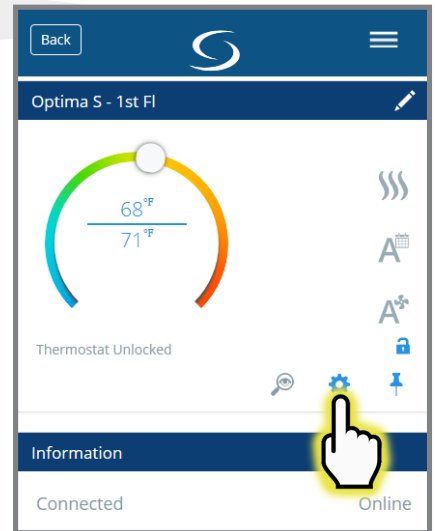 Back
Optima S - 1st Fl
68°F
71°F
A
A
Thermostat Unlocked
Information
Connected Online